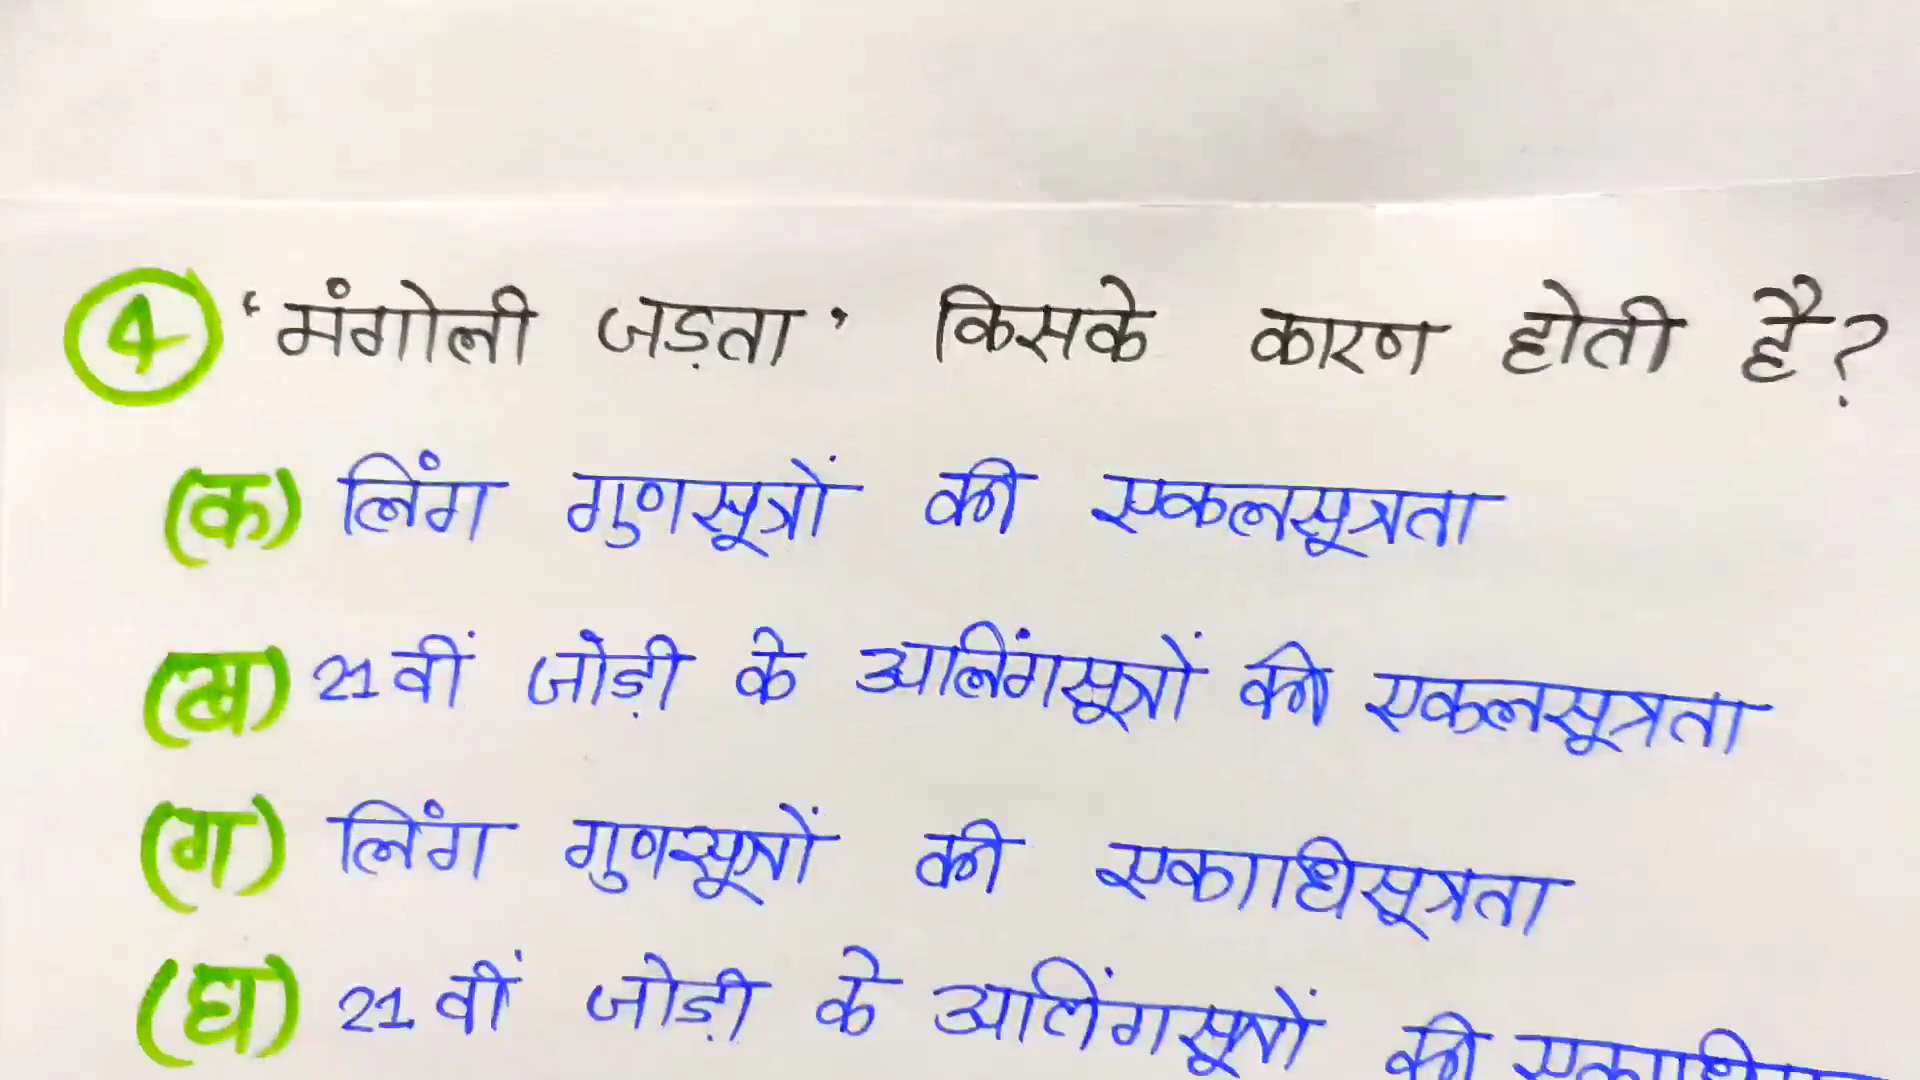 4 'मंगोली जड़ता' किसके कारण होती है?
(क) लिंग गुणसूत्रों की एकलसूत्रता
(ख) 21वीं जोड़ी के अलिंगसूत्रों की एकलसूत्रता
(ग) लिंग गुणसूत्रों की एकाधिसूत्रता
(घ) 21वीं जोड़ी के अलिंगसूत्रों की